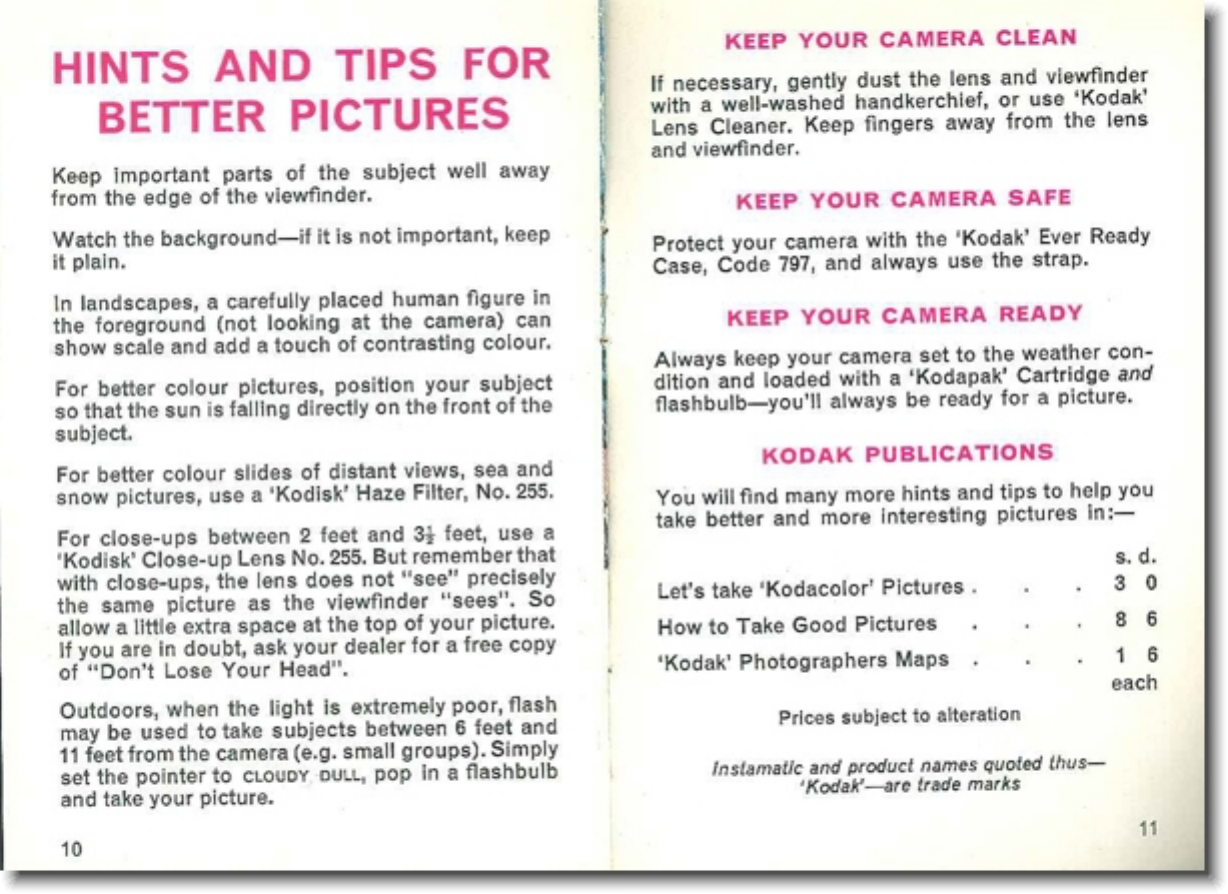 HINTS AND TIPS FOR
BETTER PICTURES
Keep important parts of the subject well away
from the edge of the viewfinder.
Watch the background—if it is not important, keep
it plain.
In landscapes, a carefully placed human figure in
the foreground (not looking at the camera) can
show scale and add a touch of contrasting colour.
For better colour pictures, position your subject
so that the sun is falling directly on the front of the
subject.
For better colour slides of distant views, sea and
snow pictures, use a ‘Kodisk’ Haze Filter, No. 255.
For close-ups between 2 feet and 3½ feet, use a
‘Kodisk’ Close-up Lens No. 255. But remember that
with close-ups, the lens does not “see” precisely
the same picture as the viewfinder “sees”. So
allow a little extra space at the top of your picture.
If you are in doubt, ask your dealer for a free copy
of “Don’t Lose Your Head”.
Outdoors, when the light is extremely poor, flash
may be used to take subjects between 6 feet and
11 feet from the camera (e.g. small groups). Simply
set the pointer to CLOUDY DULL, pop in a flashbulb
and take your picture.
10
KEEP YOUR CAMERA CLEAN
If necessary, gently dust the lens and viewfinder
with a well-washed handkerchief, or use ‘Kodak’
Lens Cleaner. Keep fingers away from the lens
and viewfinder.
KEEP YOUR CAMERA SAFE
Protect your camera with the ‘Kodak’ Ever Ready
Case, Code 797, and always use the strap.
KEEP YOUR CAMERA READY
Always keep your camera set to the weather con-
dition and loaded with a ‘Kodapak’ Cartridge and
flashbulb—you’ll always be ready for a picture.
KODAK PUBLICATIONS
You will find many more hints and tips to help you
take better and more interesting pictures in:—
s. d.
Let’s take ‘Kodacolor’ Pictures . . . 3 0
How to Take Good Pictures . . . 8 6
‘Kodak’ Photographers Maps . . . 1 6
each
Prices subject to alteration
Instamatic and product names quoted thus—
‘Kodak’—are trade marks
11